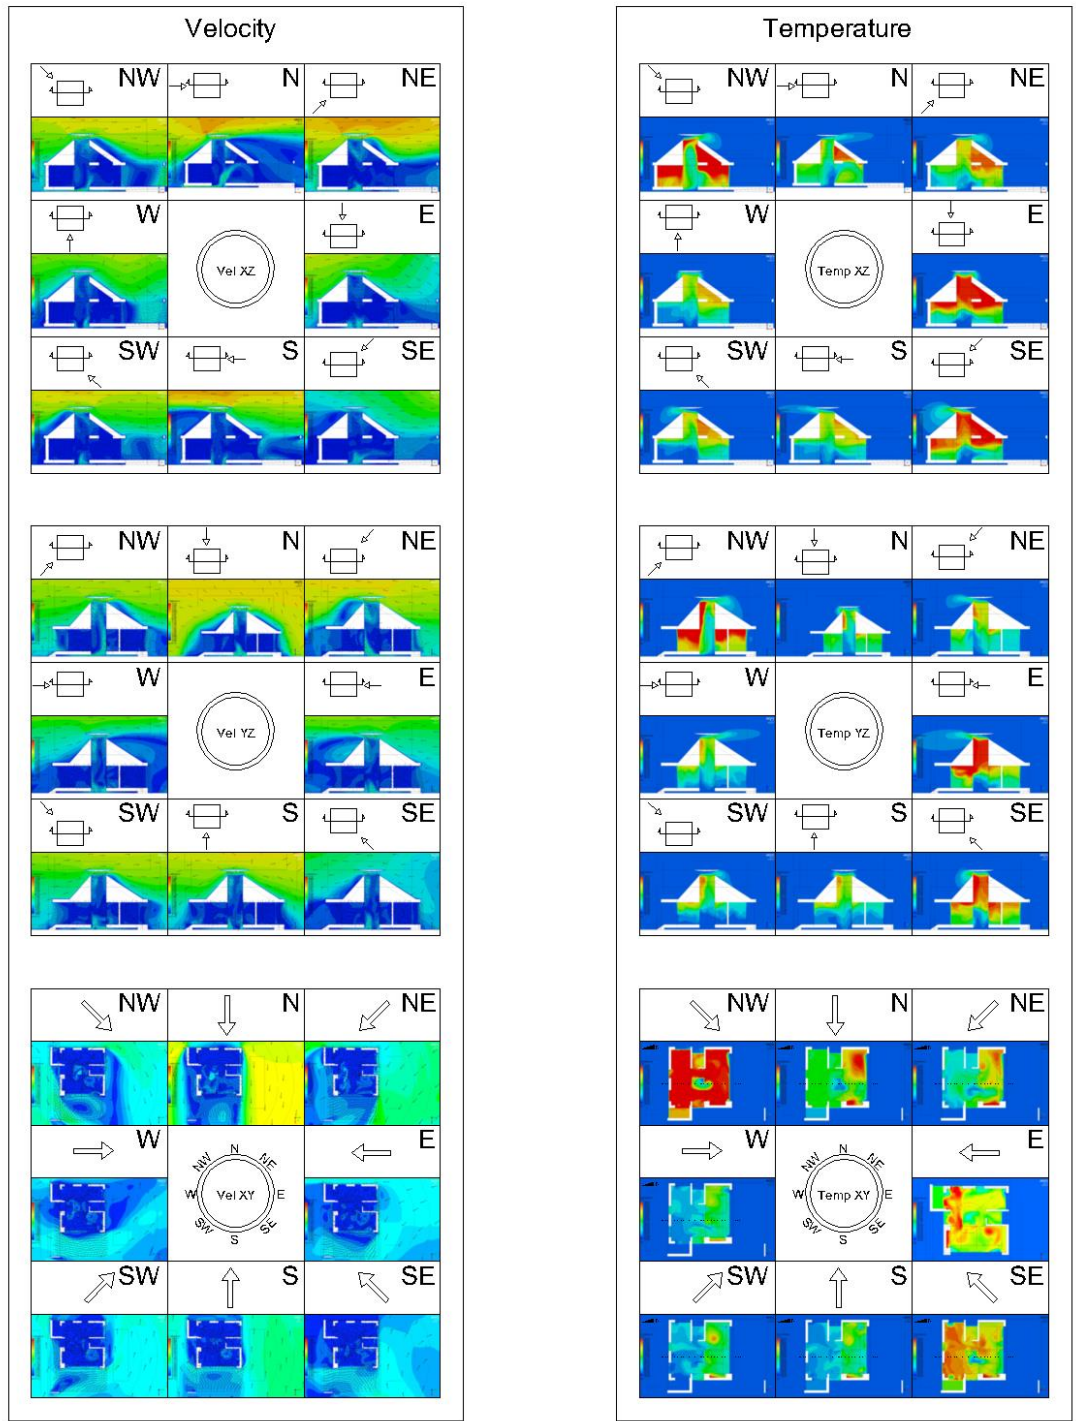 Velocity
NW N NE
W Vel XZ E
SW S SE
NW N NE
W Vel YZ E
SW S SE
NW N NE
W E
N
NW NE
W Vel XY E
SW SE
S
SW S SE
Temperature
NW N NE
W Temp XZ E
SW S SE
NW N NE
W Temp YZ E
SW S SE
NW N NE
W E
N
NW NE
W Temp XY E
SW SE
S
SW S SE